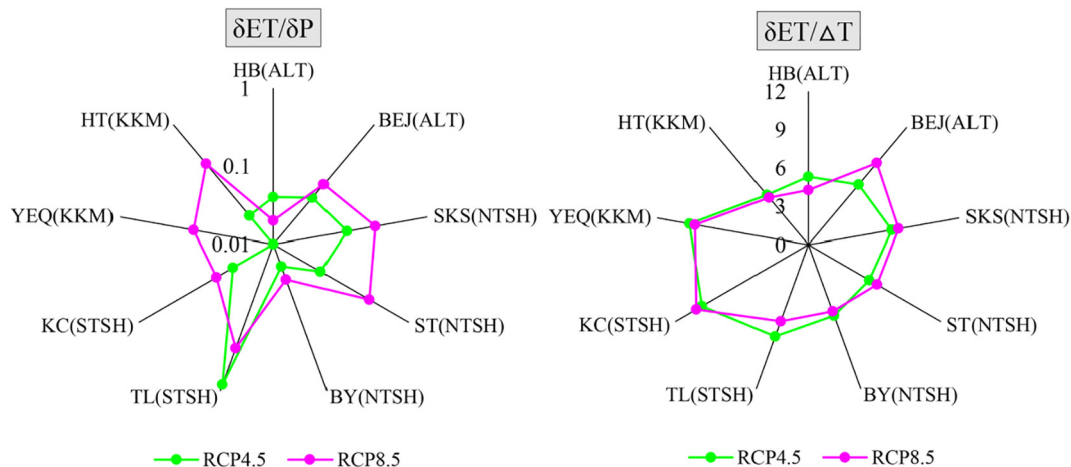 δET/δP
HB(ALT)
1
HT(KKM)
BEJ(ALT)
0.1
YEQ(KKM)
SKS(NTSH)
0.01
KC(STSH)
ST(NTSH)
TL(STSH)
BY(NTSH)
RCP4.5
RCP8.5
δET/△T
HB(ALT)
12
HT(KKM)
BEJ(ALT)
9
6
YEQ(KKM)
SKS(NTSH)
3
0
KC(STSH)
ST(NTSH)
TL(STSH)
BY(NTSH)
RCP4.5
RCP8.5